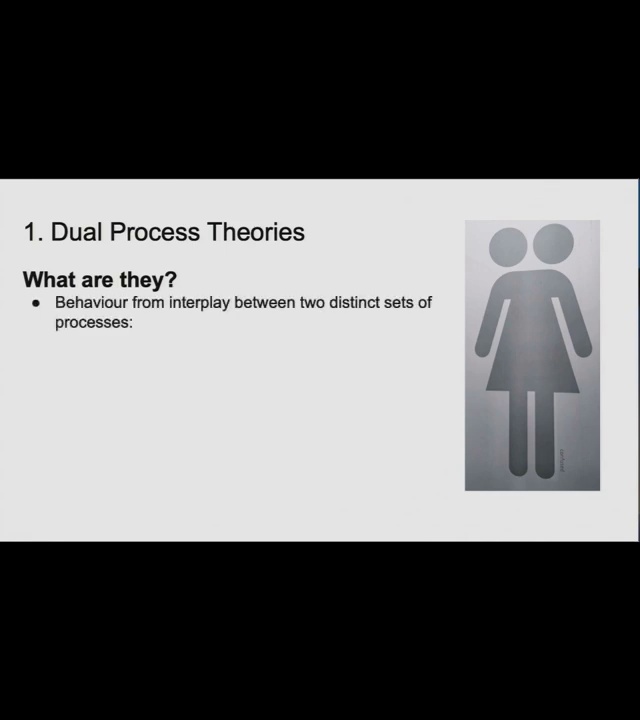 1. Dual Process Theories
What are they?
● Behaviour from interplay between two distinct sets of
processes: